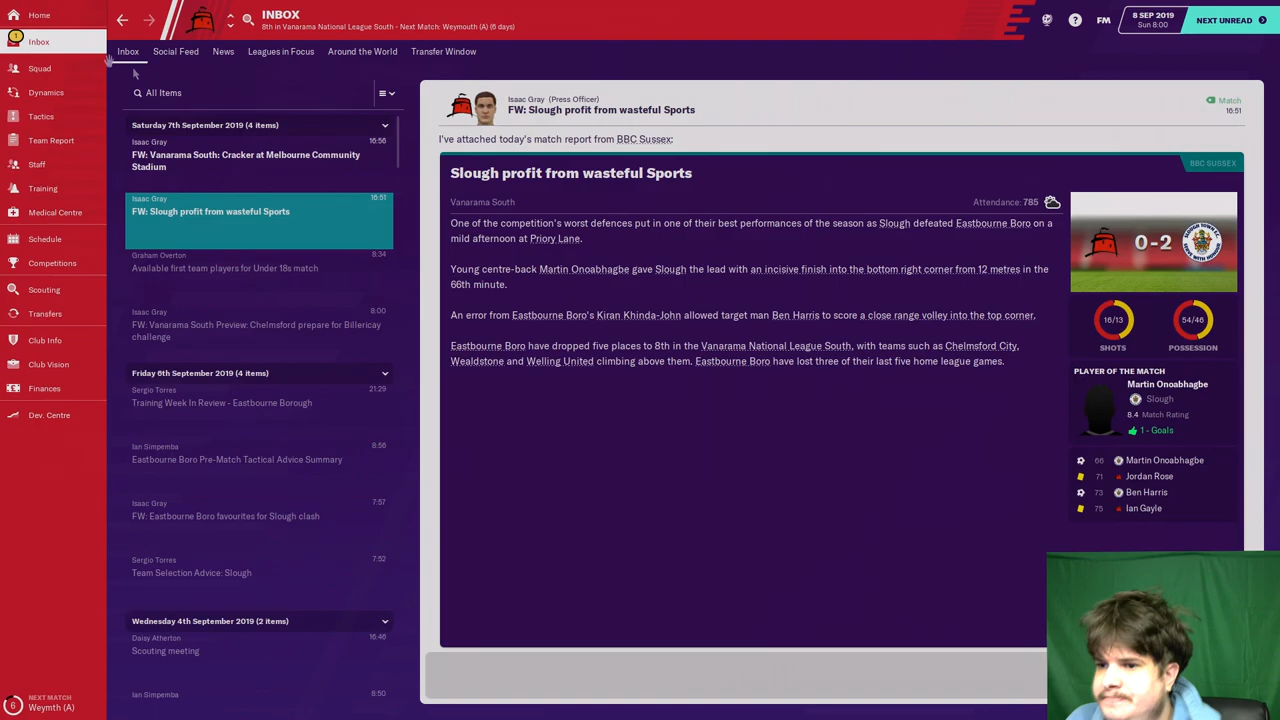 Home
INBOX
8th in Vanarama National League South - Next Match: Weymouth (A) (6 days)
FM
8 SEP 2019
Sun 8:00
NEXT UNREAD
1
Inbox
Squad
Dynamics
Tactics
Team Report
Staff
Training
Medical Centre
Schedule
Competitions
Scouting
Transfers
Club Info
Club Vision
Finances
Dev. Centre
NEXT MATCH
6
Weymth (A)
Inbox
Social Feed
News
Leagues in Focus
Around the World
Transfer Window
All Items
Saturday 7th September 2019 (4 items)
Isaac Gray 16:56
FW: Vanarama South: Cracker at Melbourne Community
Stadium
Isaac Gray 16:51
FW: Slough profit from wasteful Sports
Graham Overton 8:34
Available first team players for Under 18s match
Isaac Gray 8:00
FW: Vanarama South Preview: Chelmsford prepare for Billericay
challenge
Friday 6th September 2019 (4 items)
Sergio Torres 21:29
Training Week In Review - Eastbourne Borough
Ian Simpemba 8:56
Eastbourne Boro Pre-Match Tactical Advice Summary
Isaac Gray 7:57
FW: Eastbourne Boro favourites for Slough clash
Sergio Torres 7:52
Team Selection Advice: Slough
Wednesday 4th September 2019 (2 items)
Daisy Atherton 16:46
Scouting meeting
Ian Simpemba 8:50
Isaac Gray (Press Officer)
FW: Slough profit from wasteful Sports
Match
16:51
I've attached today's match report from BBC Sussex:
BBC SUSSEX
Slough profit from wasteful Sports
Vanarama South
Attendance: 785
One of the competition's worst defences put in one of their best performances of the season as Slough defeated Eastbourne Boro on a
mild afternoon at Priory Lane.
Young centre-back Martin Onoabhagbe gave Slough the lead with an incisive finish into the bottom right corner from 12 metres in the
66th minute.
An error from Eastbourne Boro's Kiran Khinda-John allowed target man Ben Harris to score a close range volley into the top corner.
Eastbourne Boro have dropped five places to 8th in the Vanarama National League South, with teams such as Chelmsford City,
Wealdstone and Welling United climbing above them. Eastbourne Boro have lost three of their last five home league games.
0-2
16/13
54/46
SHOTS
POSSESSION
PLAYER OF THE MATCH
Martin Onoabhagbe
Slough
8.4 Match Rating
1 - Goals
66 Martin Onoabhagbe
71 Jordan Rose
73 Ben Harris
75 Ian Gayle